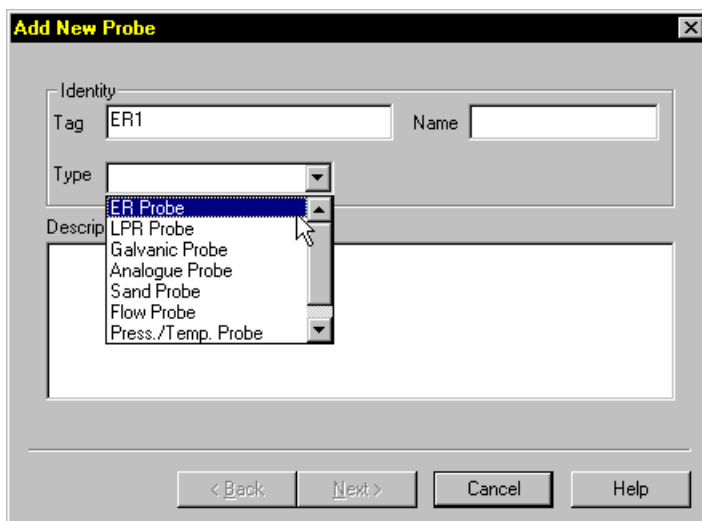 Add New Probe
Identity
Tag ER1 Name
Type
ER Probe
Descrip
LPR Probe
Galvanic Probe
Analogue Probe
Sand Probe
Flow Probe
Press./Temp. Probe
< Back Next > Cancel Help